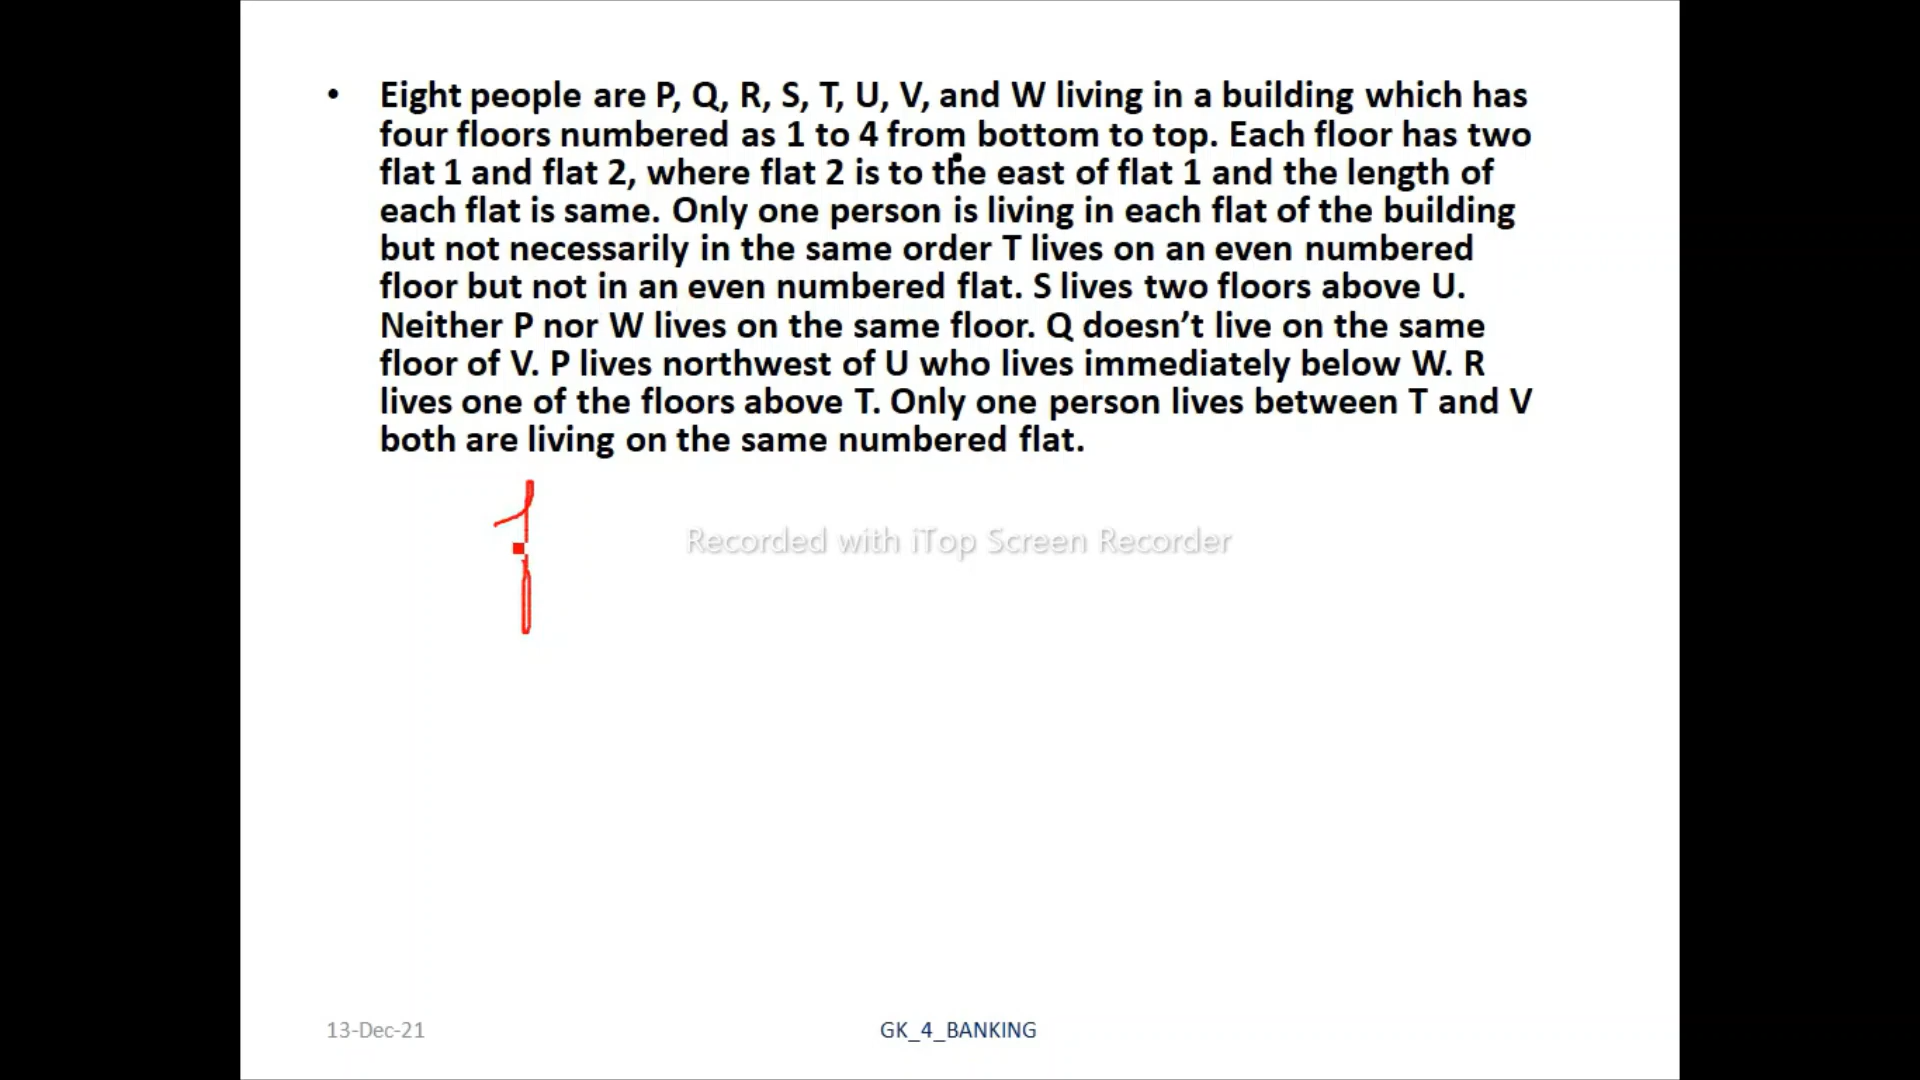 • Eight people are P, Q, R, S, T, U, V, and W living in a building which has
four floors numbered as 1 to 4 from bottom to top. Each floor has two
flat 1 and flat 2, where flat 2 is to the east of flat 1 and the length of
each flat is same. Only one person is living in each flat of the building
but not necessarily in the same order T lives on an even numbered
floor but not in an even numbered flat. S lives two floors above U.
Neither P nor W lives on the same floor. Q doesn’t live on the same
floor of V. P lives northwest of U who lives immediately below W. R
lives one of the floors above T. Only one person lives between T and V
both are living on the same numbered flat.
Recorded with iTop Screen Recorder
13-Dec-21
GK_4_BANKING